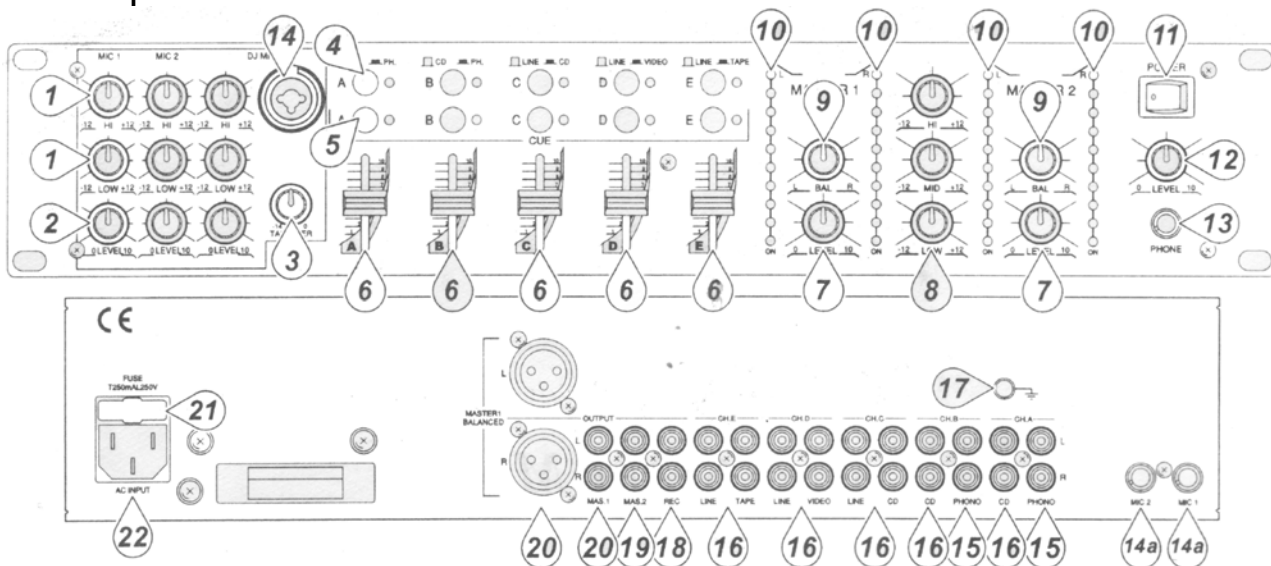 10 10 10 10
14 4 11
MIC 1 MIC 2 PH. CD PH. LINE CD LINE VIDEO LINE TAPE L R L R POWER
A B C D E
1 9 9
-12 HI +12 -12 HI +12 -12 HI +12 -12 HI +12
5 A B C D E
CUE
1 12
-12 LOW +12 -12 LOW +12 -12 LOW +12 L BAL R -12 MID +12 L BAL R 0 LEVEL 10
2 3 13
0 LEVEL 10 0 LEVEL 10 0 LEVEL 10 A B C D E ON 0 LEVEL 10 ON -12 LOW +12 ON 0 LEVEL 10 ON PHONE
6 6 6 6 6 7 8 7
CE
FUSE
T250mAL250V
21
17
L
MASTER1
BALANCED
R
OUTPUT CH.E CH.D CH.C CH.B CH.A
L L
R R
MAS.1 MAS.2 REC LINE TAPE LINE VIDEO LINE CD CD PHONO CD PHONO MIC 2 MIC 1
AC INPUT
22 20 20 19 18 16 16 16 16 15 16 15 14a 14a